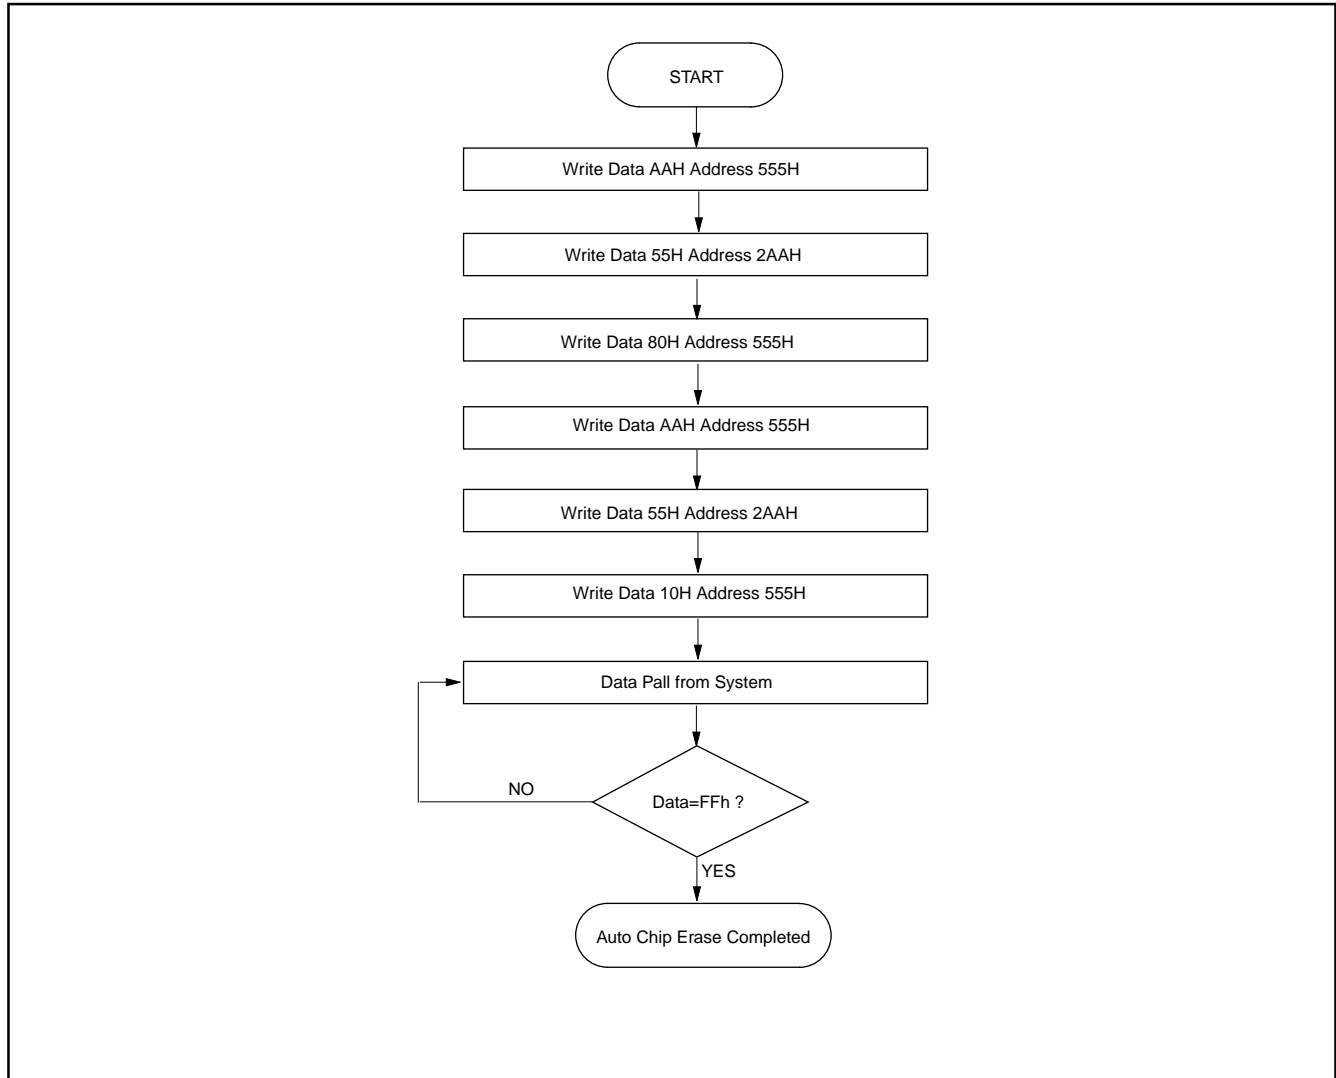 START
Write Data AAH Address 555H
Write Data 55H Address 2AAH
Write Data 80H Address 555H
Write Data AAH Address 555H
Write Data 55H Address 2AAH
Write Data 10H Address 555H
Data Pall from System
NO
Data=FFh ?
YES
Auto Chip Erase Completed